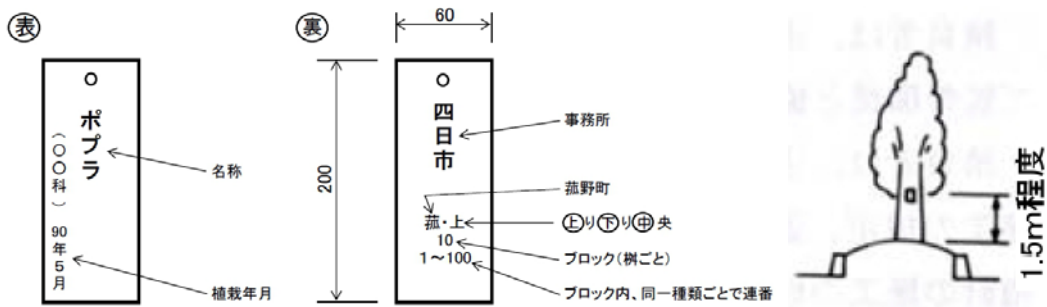 表
ポプラ
（〇〇科）
90年5月
名称
植栽年月
裏
60
200
四日市
菰・上
10
1～100
事務所
菰野町
上り下り中央
ブロック(桝ごと)
ブロック内、同一種類ごとで連番
1.5m程度